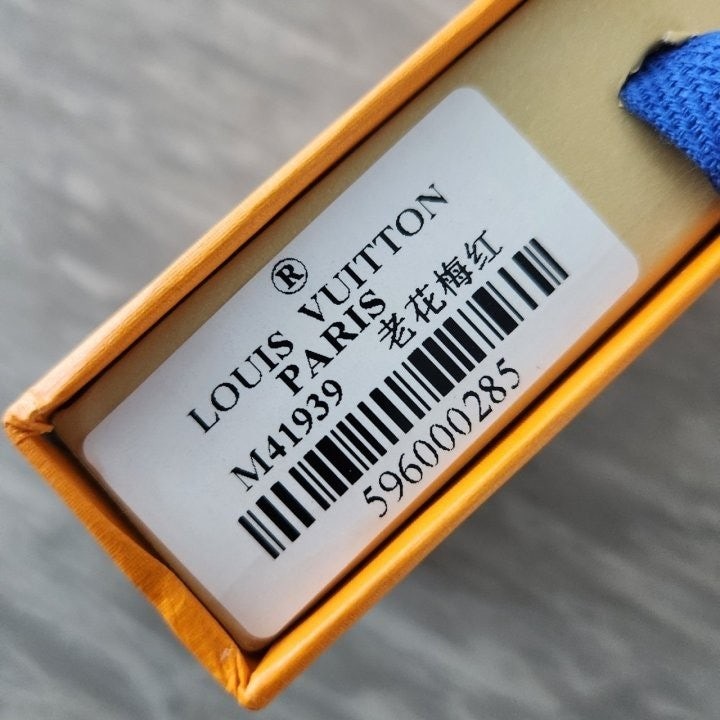 ®
LOUIS VUITTON
PARIS
M41939 老花梅红
596000285